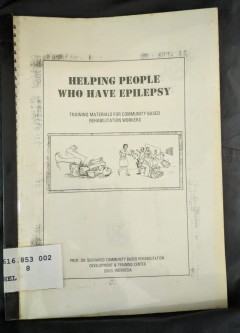 HELPING PEOPLE
WHO HAVE EPILEPSY
TRAINING MATERIALS FOR COMMUNITY BASED
REHABILITATION WORKERS
616.853 002
8
HEL
PROF. DR. SOEHARSO COMMUNITY BASED REHABILITATION
DEVELOPMENT & TRAINING CENTER
SOLO, INDONESIA